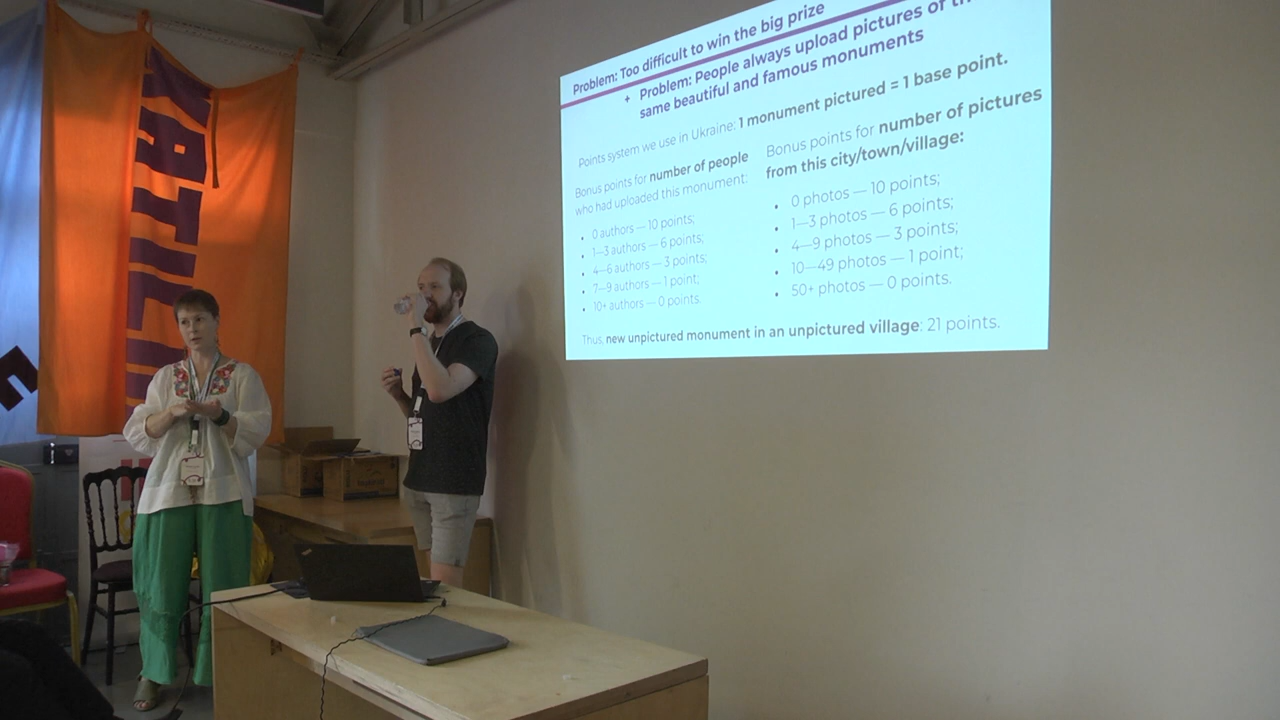 Problem: Too difficult to win the big prize
+ Problem: People always upload pictures of
same beautiful and famous monuments
Points system we use in Ukraine: 1 monument pictured = 1 base point.
Bonus points for number of people
who had uploaded this monument:
• 0 authors — 10 points;
• 1—3 authors — 6 points;
• 4—6 authors — 3 points;
• 7—9 authors — 1 point;
• 10+ authors — 0 points.
Bonus points for number of pictures
from this city/town/village:
• 0 photos — 10 points;
• 1—3 photos — 6 points;
• 4—9 photos — 3 points;
• 10—49 photos — 1 point;
• 50+ photos — 0 points.
Thus, new unpictured monument in an unpictured village: 21 points.